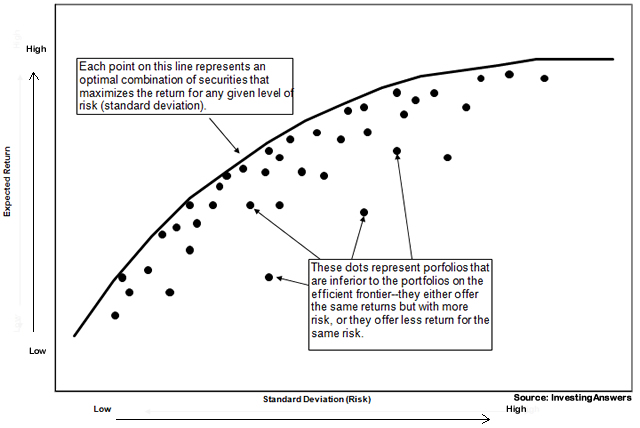 High
Each point on this line represents an
optimal combination of securities that
maximizes the return for any given level of
risk (standard deviation).
Expected Return
These dots represent porfolios that
are inferior to the portfolios on the
efficient frontier--they either offer
the same returns but with more
risk, or they offer less return for the
same risk.
Low
Standard Deviation (Risk)
Source: InvestingAnswers
Low
High